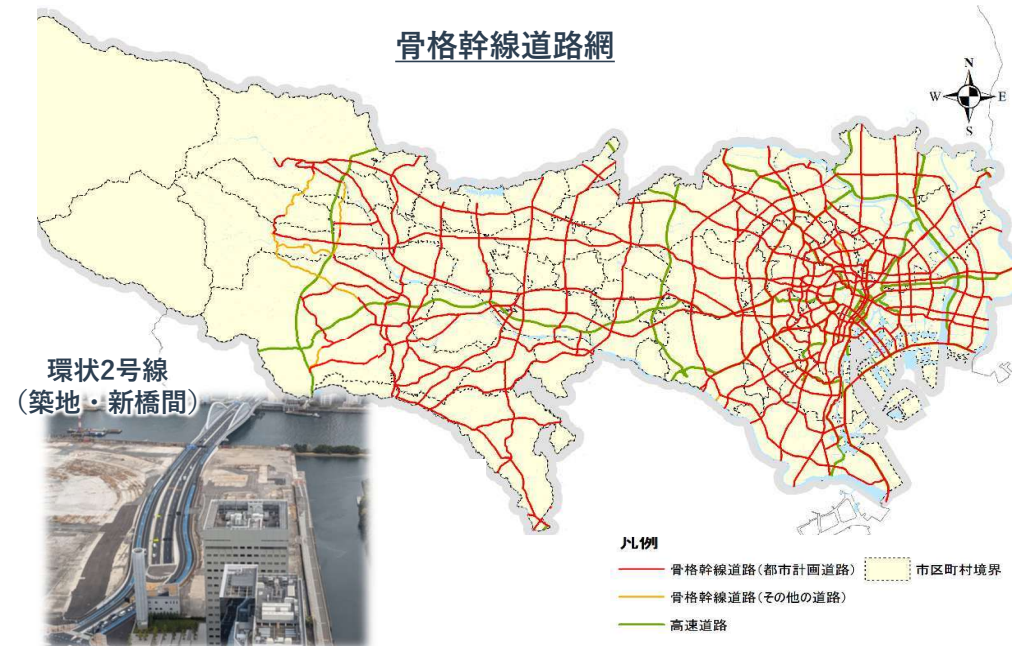 骨格幹線道路網
N
W
E
S
環状2号線
(築地・新橋間)
凡例
骨格幹線道路(都市計画道路)
市区町村境界
骨格幹線道路(その他の道路)
高速道路